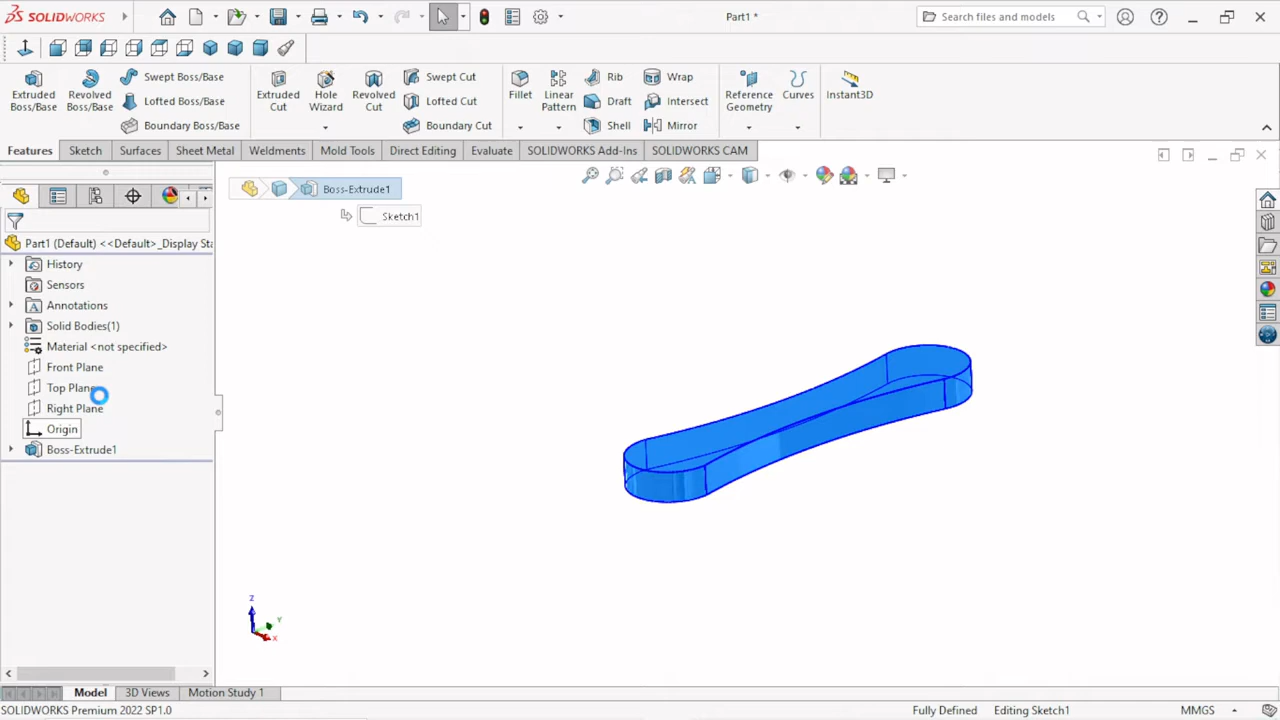 SOLIDWORKS
Part1 *
Search files and models
Extruded Boss/Base
Revolved Boss/Base
Swept Boss/Base
Lofted Boss/Base
Boundary Boss/Base
Extruded Cut
Hole Wizard
Revolved Cut
Swept Cut
Lofted Cut
Boundary Cut
Fillet
Linear Pattern
Rib
Draft
Shell
Wrap
Intersect
Mirror
Reference Geometry
Curves
Instant3D
Features
Sketch
Surfaces
Sheet Metal
Weldments
Mold Tools
Direct Editing
Evaluate
SOLIDWORKS Add-Ins
SOLIDWORKS CAM
Boss-Extrude1
Sketch1
Part1 (Default) <<Default>_Display Sta
History
Sensors
Annotations
Solid Bodies(1)
Material <not specified>
Front Plane
Top Plane
Right Plane
Origin
Boss-Extrude1
Z
Y
X
Model
3D Views
Motion Study 1
SOLIDWORKS Premium 2022 SP1.0
Fully Defined
Editing Sketch1
MMGS